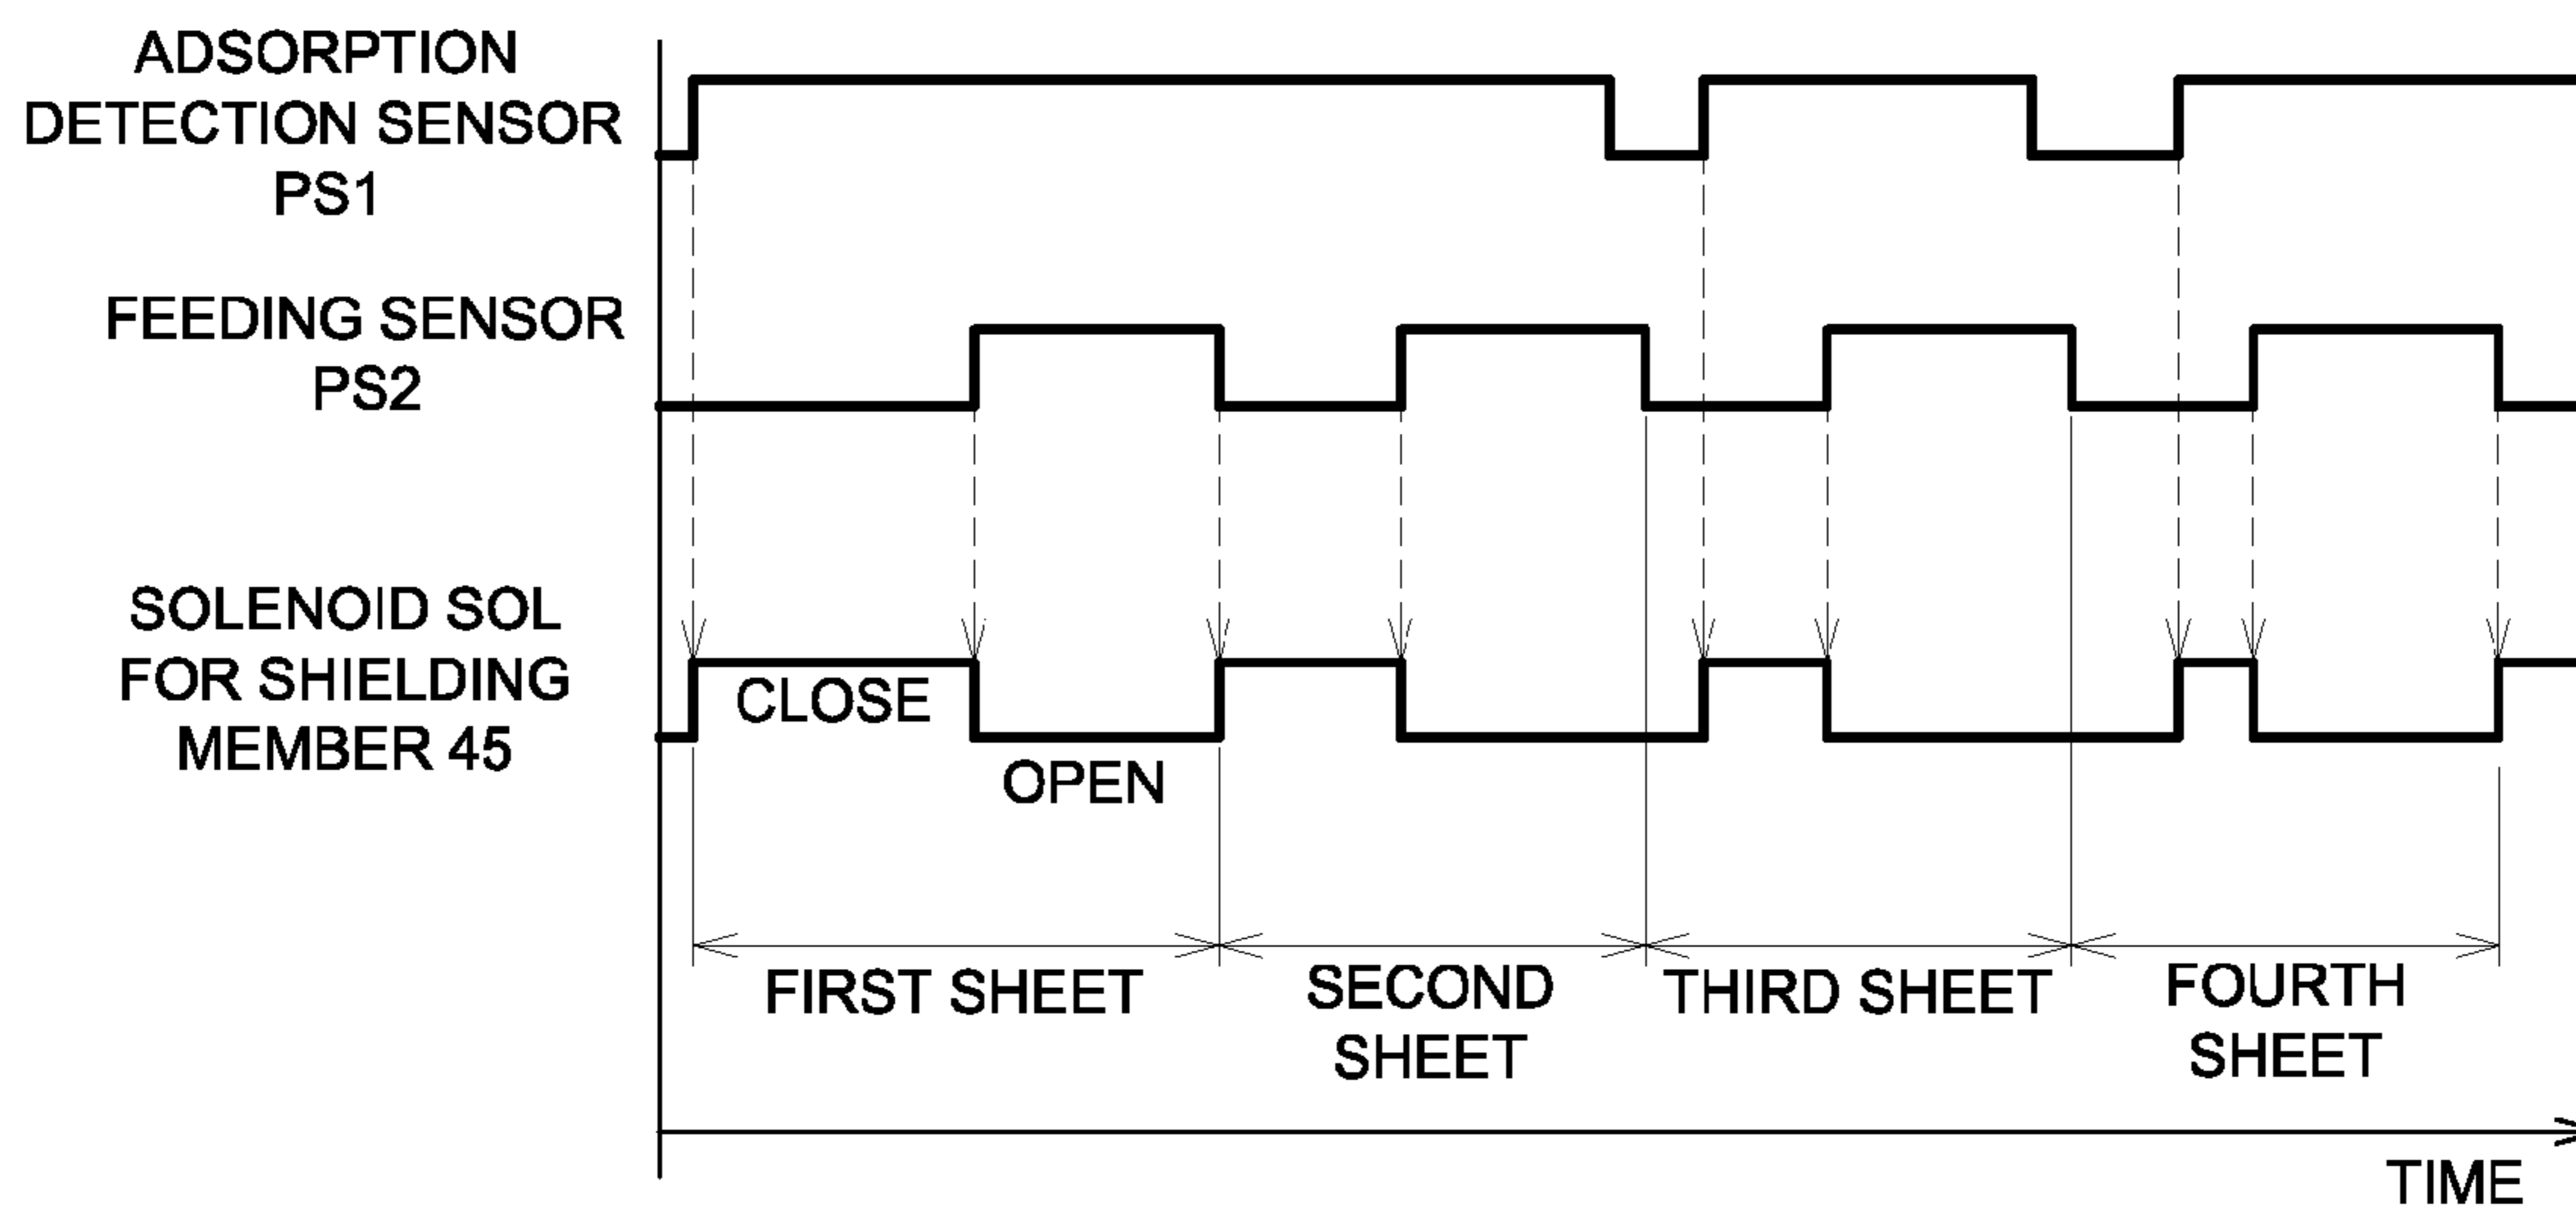 ADSORPTION
DETECTION SENSOR
PS1
FEEDING SENSOR
PS2
SOLENOID SOL
FOR SHIELDING
MEMBER 45
CLOSE
OPEN
FIRST SHEET
SECOND
SHEET
THIRD SHEET
FOURTH
SHEET
TIME